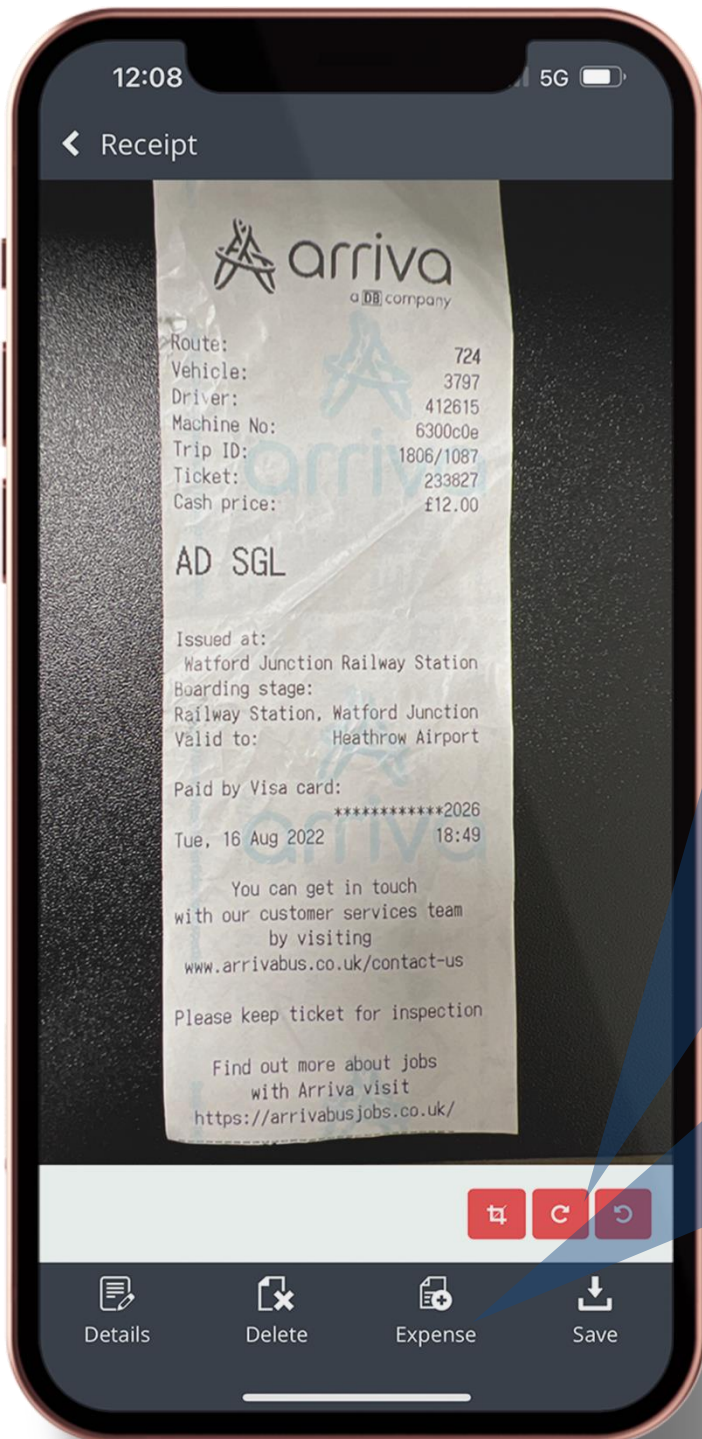 12:08 5G
Receipt
arriva
a DB company
Route: 724
Vehicle: 3797
Driver: 412615
Machine No: 6300c0e
Trip ID: 1806/1087
Ticket: 233827
Cash price: £12.00
AD SGL
Issued at:
Watford Junction Railway Station
Boarding stage:
Railway Station, Watford Junction
Valid to: Heathrow Airport
Paid by Visa card:
************2026
Tue, 16 Aug 2022 18:49
You can get in touch
with our customer services team
by visiting
www.arrivabus.co.uk/contact-us
Please keep ticket for inspection
Find out more about jobs
with Arriva visit
https://arrivabusjobs.co.uk/
Details Delete Expense Save